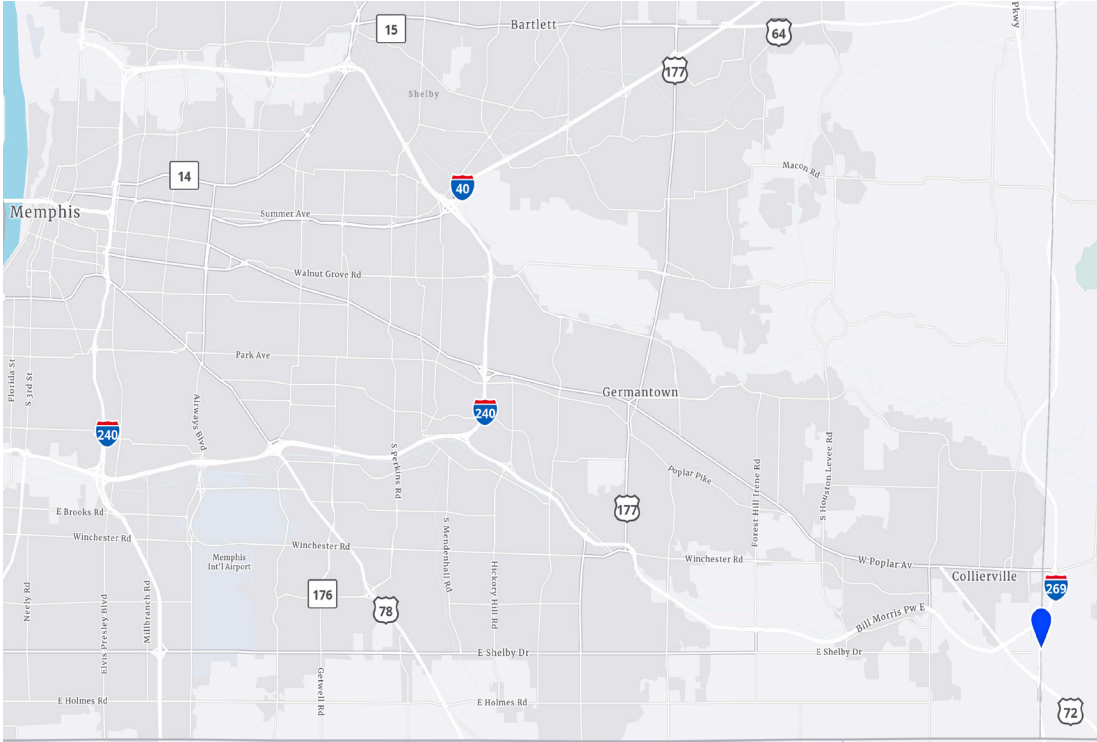 Bartlett
15
64
Pkwy
177
Shelby
14
40
Macon Rd
Memphis
Summer Ave
Walnut Grove Rd
Park Ave
Florida St
S 3rd St
Airways Blvd
Germantown
240
240
S Perkins Rd
Poplar Pike
Forest Hill Irene Rd
S Houston Levee Rd
177
E Brooks Rd
Winchester Rd
Winchester Rd
Winchester Rd
Memphis
Int'l Airport
S Mendenhall Rd
Hickory Hill Rd
W Poplar Av
Collierville
269
Neely Rd
Elvis Presley Blvd
Millbranch Rd
176
78
Bill Morris Pw E
E Shelby Dr
E Shelby Dr
Getwell Rd
E Holmes Rd
E Holmes Rd
72